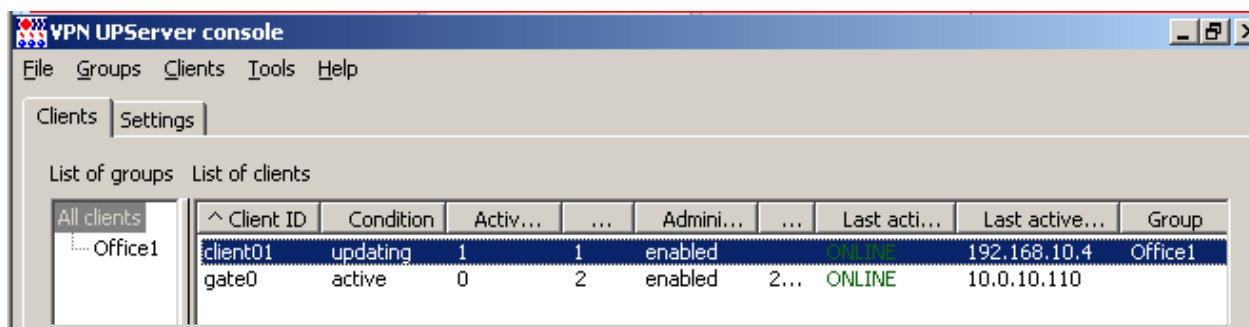 VPN UPServer console
File Groups Clients Tools Help
Clients Settings
List of groups List of clients
All clients ^ Client ID Condition Activ... ... Admini... ... Last acti... Last active... Group
Office1 client01 updating 1 1 enabled ONLINE 192.168.10.4 Office1
gate0 active 0 2 enabled 2... ONLINE 10.0.10.110